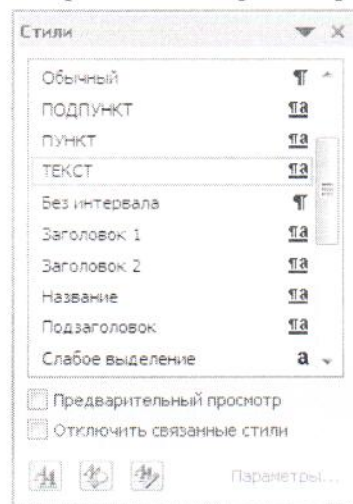 Стили
Обычный ¶
ПОДПУНКТ ¶a
ПУНКТ ¶a
ТЕКСТ ¶a
Без интервала ¶
Заголовок 1 ¶a
Заголовок 2 ¶a
Название ¶a
Подзаголовок ¶a
Слабое выделение a
Предварительный просмотр
Отключить связанные стили
Параметры...